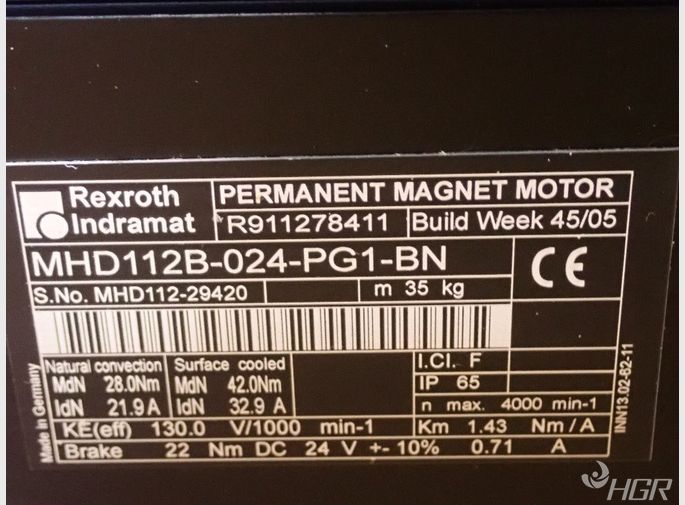 Rexroth
Indramat
PERMANENT MAGNET MOTOR
R911278411 Build Week 45/05
MHD112B-024-PG1-BN
CE
S.No. MHD112-29420 m 35 kg
Natural convection Surface cooled I.Cl. F
MdN 28.0Nm MdN 42.0Nm IP 65
IdN 21.9 A IdN 32.9 A n max. 4000 min-1
KE(eff) 130.0 V/1000 min-1 Km 1.43 Nm/A
Brake 22 Nm DC 24 V +- 10% 0.71 A
Made in Germany
INN13.02-62-11
HGR